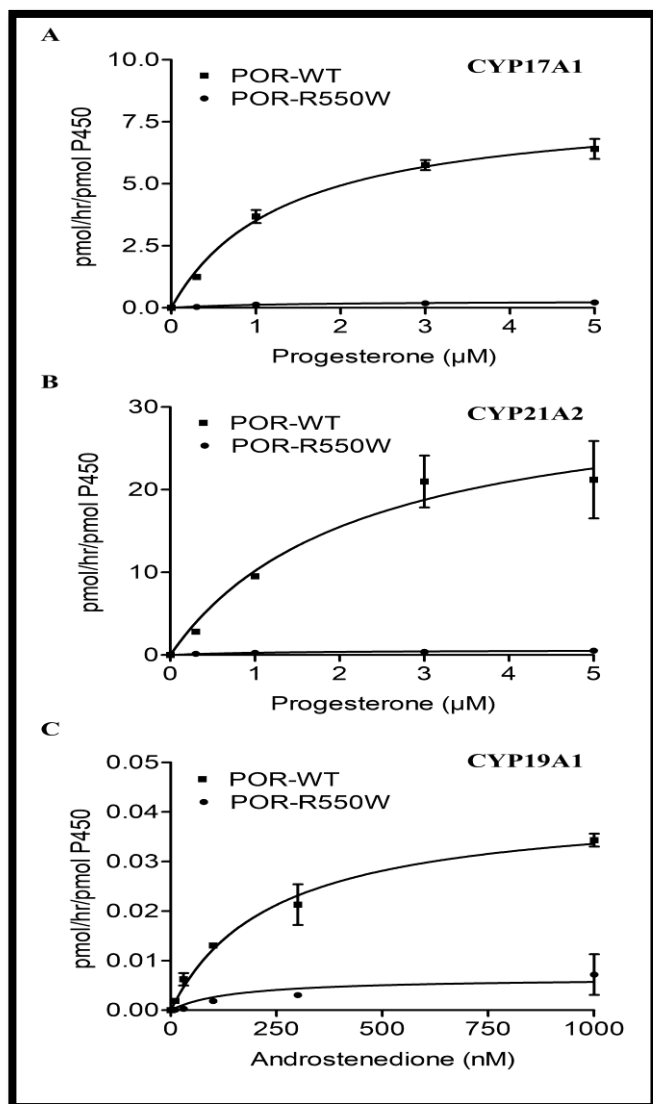 A
CYP17A1
POR-WT
POR-R550W
pmol/hr/pmol P450
10.0
7.5
5.0
2.5
0.0
0 1 2 3 4 5
Progesterone (µM)
B
CYP21A2
POR-WT
POR-R550W
pmol/hr/pmol P450
30
20
10
0
0 1 2 3 4 5
Progesterone (µM)
C
CYP19A1
POR-WT
POR-R550W
pmol/hr/pmol P450
0.05
0.04
0.03
0.02
0.01
0.00
0 250 500 750 1000
Androstenedione (nM)